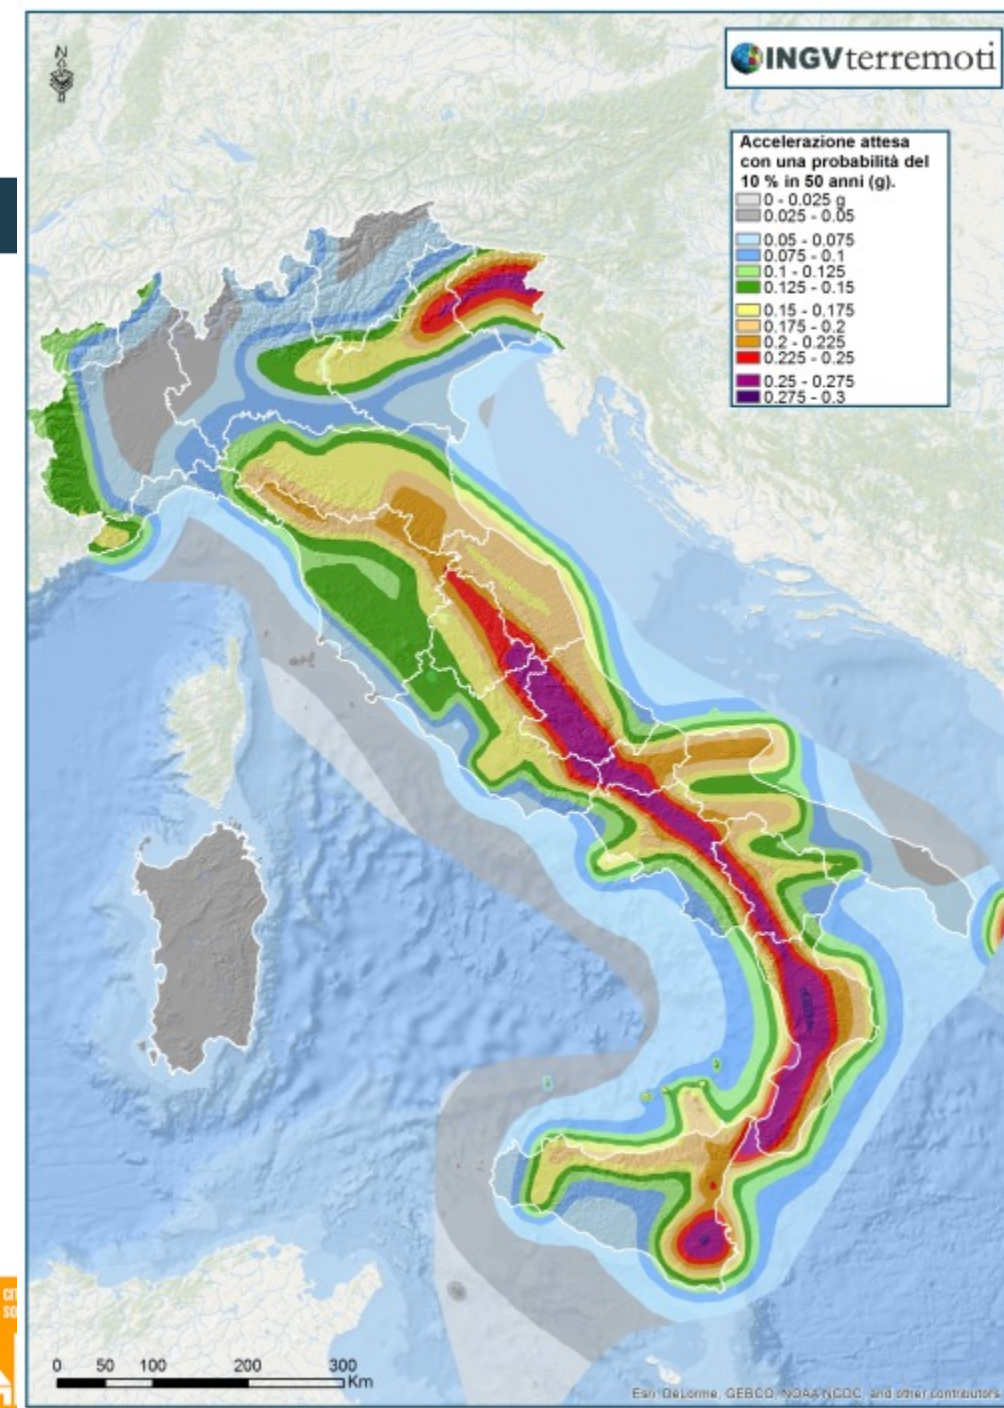 N
INGVterremoti
Accelerazione attesa
con una probabilità del
10 % in 50 anni (g).
0 - 0.025 g
0.025 - 0.05
0.05 - 0.075
0.075 - 0.1
0.1 - 0.125
0.125 - 0.15
0.15 - 0.175
0.175 - 0.2
0.2 - 0.225
0.225 - 0.25
0.25 - 0.275
0.275 - 0.3
0 50 100 200 300
Km
Esri, DeLorme, GEBCO, NOAA NGDC, and other contributors